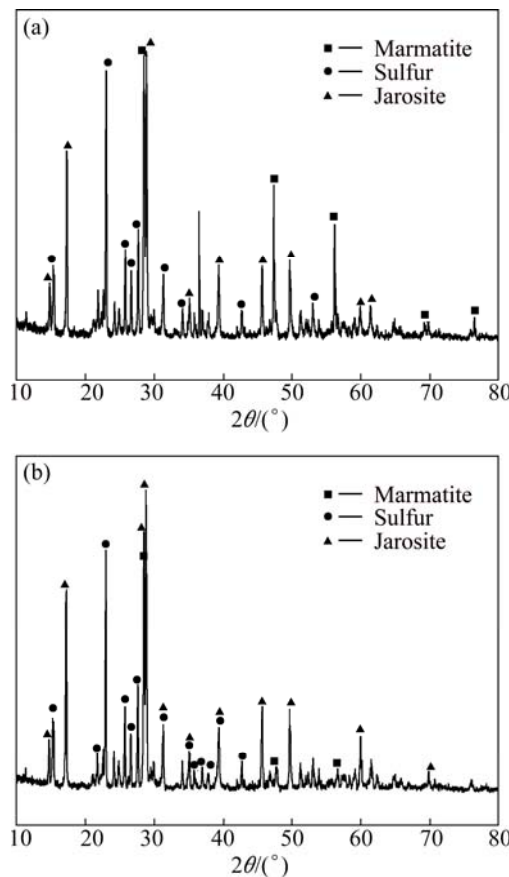 (a)
■ — Marmatite
● — Sulfur
▲ — Jarosite
10 20 30 40 50 60 70 80
2θ/(°)
(b)
■ — Marmatite
● — Sulfur
▲ — Jarosite
10 20 30 40 50 60 70 80
2θ/(°)